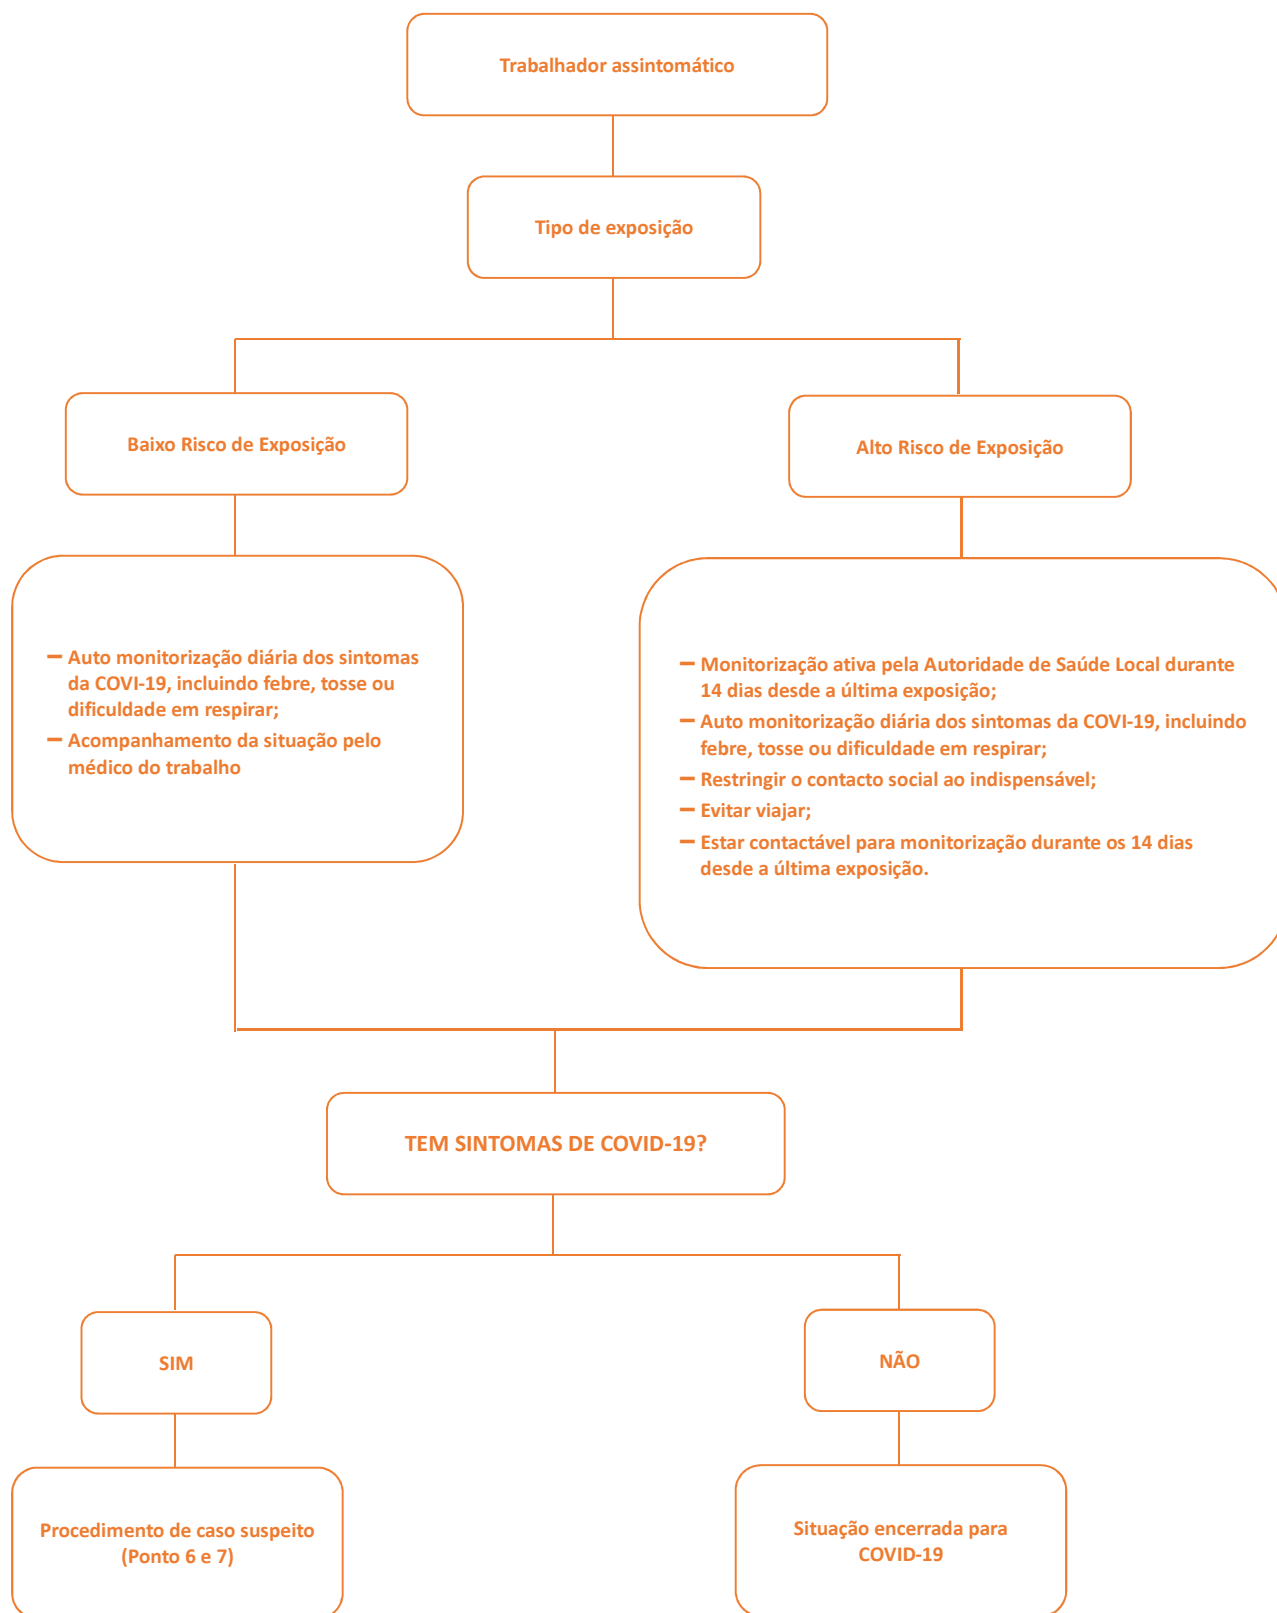 Trabalhador assintomático
Tipo de exposição
Baixo Risco de Exposição
Alto Risco de Exposição
− Auto monitorização diária dos sintomas
da COVI-19, incluindo febre, tosse ou
dificuldade em respirar;
− Acompanhamento da situação pelo
médico do trabalho
− Monitorização ativa pela Autoridade de Saúde Local durante
14 dias desde a última exposição;
− Auto monitorização diária dos sintomas da COVI-19, incluindo
febre, tosse ou dificuldade em respirar;
− Restringir o contacto social ao indispensável;
− Evitar viajar;
− Estar contactável para monitorização durante os 14 dias
desde a última exposição.
TEM SINTOMAS DE COVID-19?
SIM
NÃO
Procedimento de caso suspeito
(Ponto 6 e 7)
Situação encerrada para
COVID-19